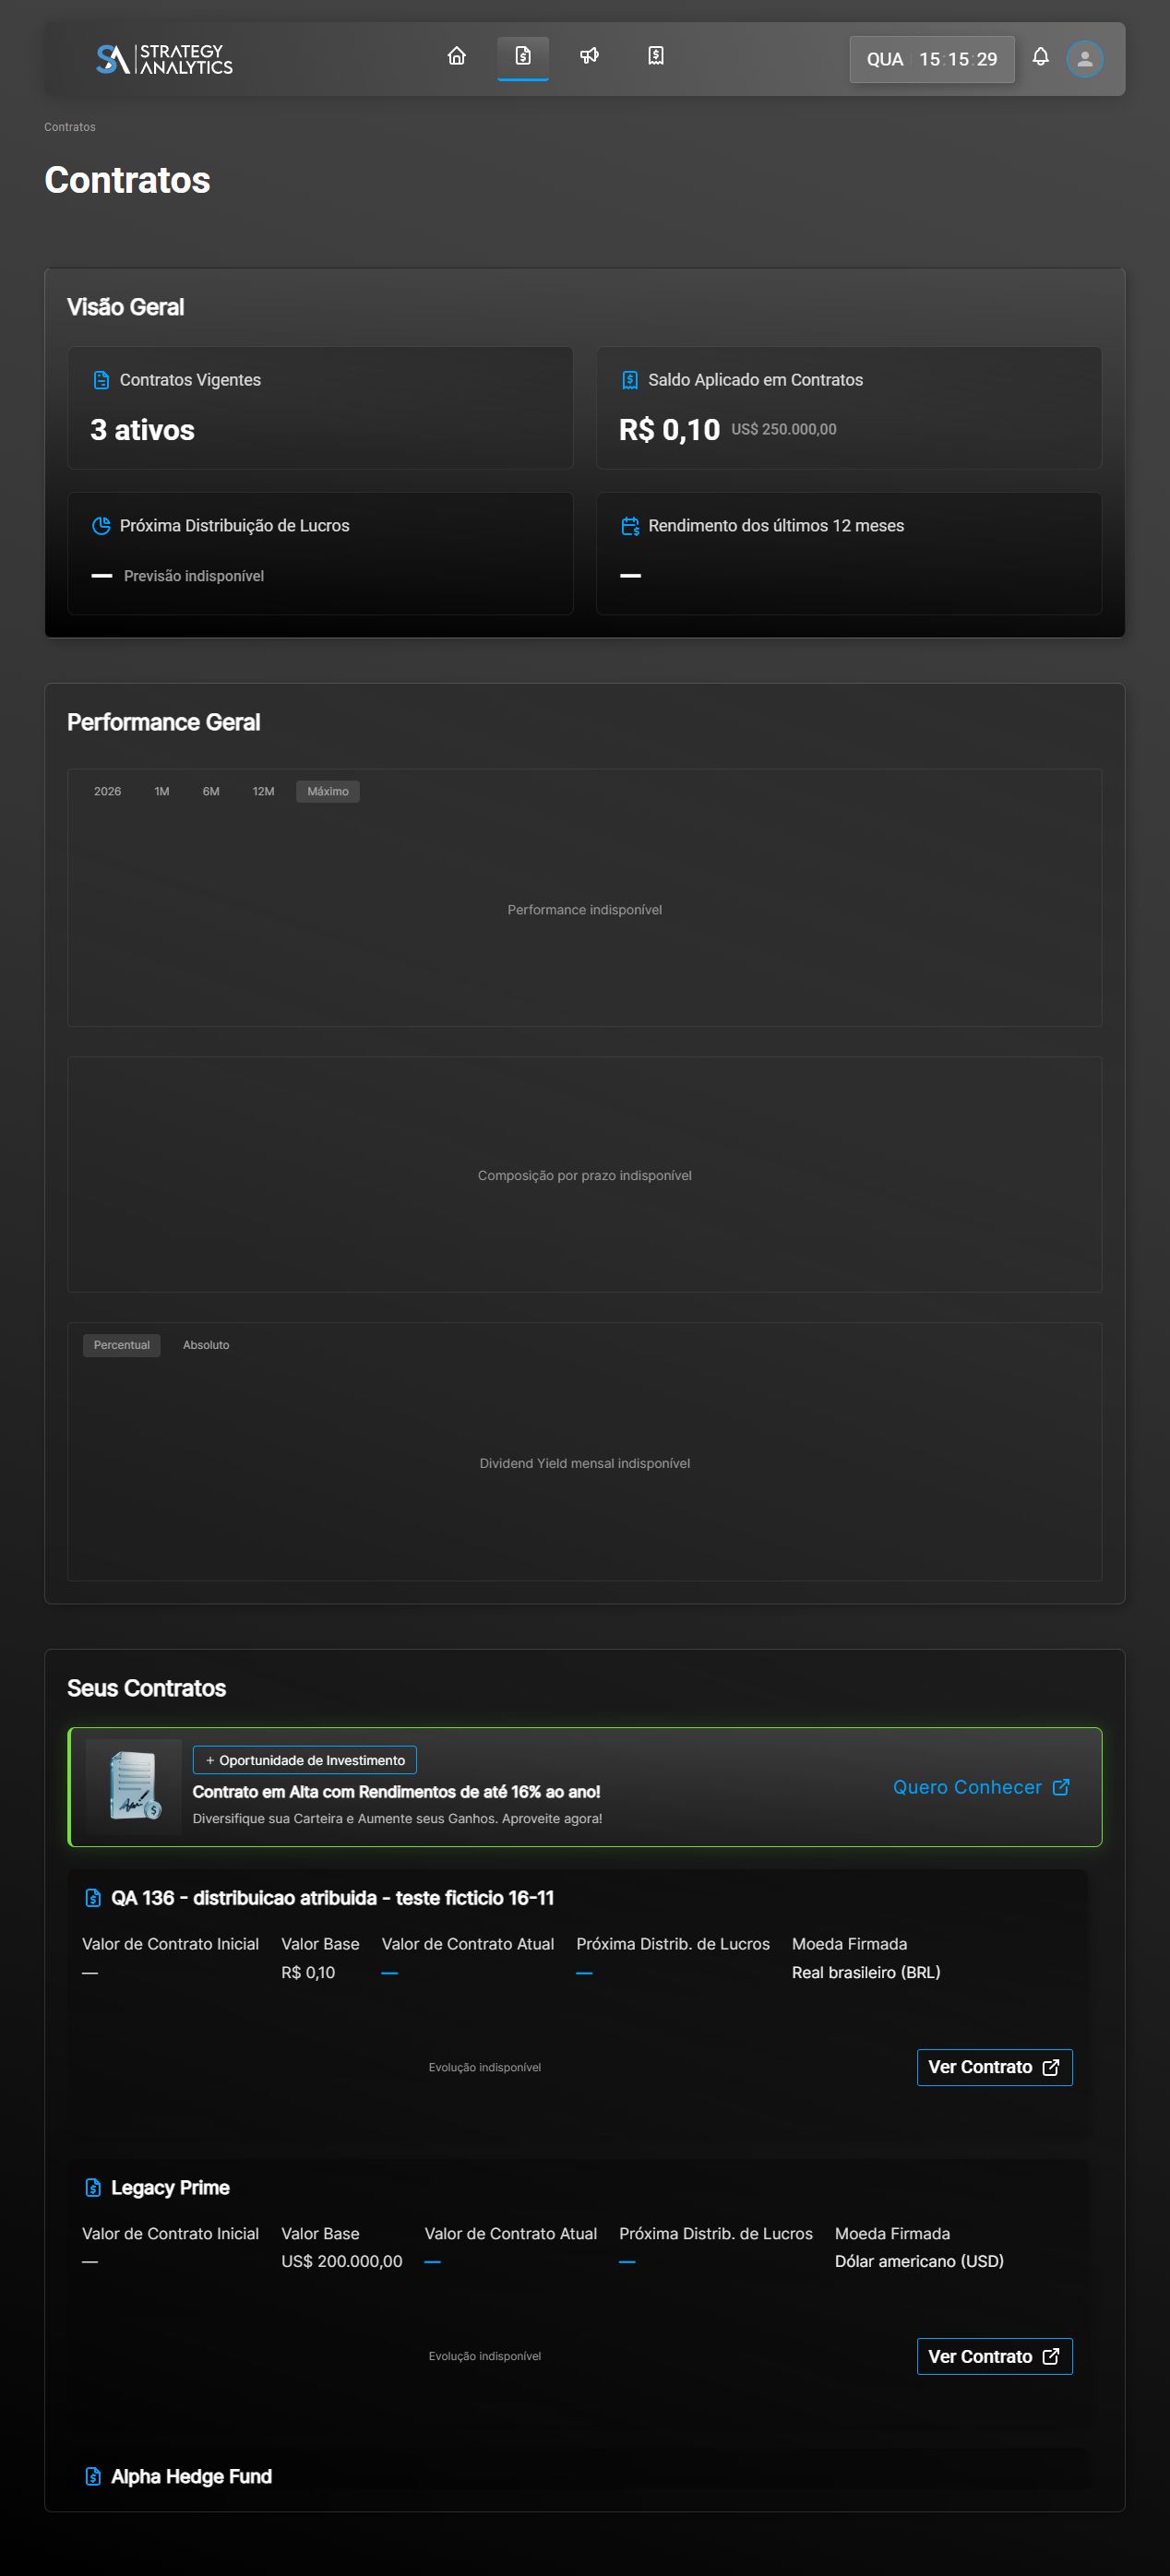 STRATEGY
ANALYTICS
QUA 15:15:29
Contratos
Contratos
Visão Geral
Contratos Vigentes
3 ativos
Saldo Aplicado em Contratos
R$ 0,10 US$ 250.000,00
Próxima Distribuição de Lucros
— Previsão indisponível
Rendimento dos últimos 12 meses
—
Performance Geral
2026 1M 6M 12M Máximo
Performance indisponível
Composição por prazo indisponível
Percentual Absoluto
Dividend Yield mensal indisponível
Seus Contratos
+ Oportunidade de Investimento
Contrato em Alta com Rendimentos de até 16% ao ano!
Diversifique sua Carteira e Aumente seus Ganhos. Aproveite agora!
Quero Conhecer
QA 136 - distribuicao atribuida - teste ficticio 16-11
Valor de Contrato Inicial Valor Base Valor de Contrato Atual Próxima Distrib. de Lucros Moeda Firmada
— R$ 0,10 — — Real brasileiro (BRL)
Evolução indisponível
Ver Contrato
Legacy Prime
Valor de Contrato Inicial Valor Base Valor de Contrato Atual Próxima Distrib. de Lucros Moeda Firmada
— US$ 200.000,00 — — Dólar americano (USD)
Evolução indisponível
Ver Contrato
Alpha Hedge Fund